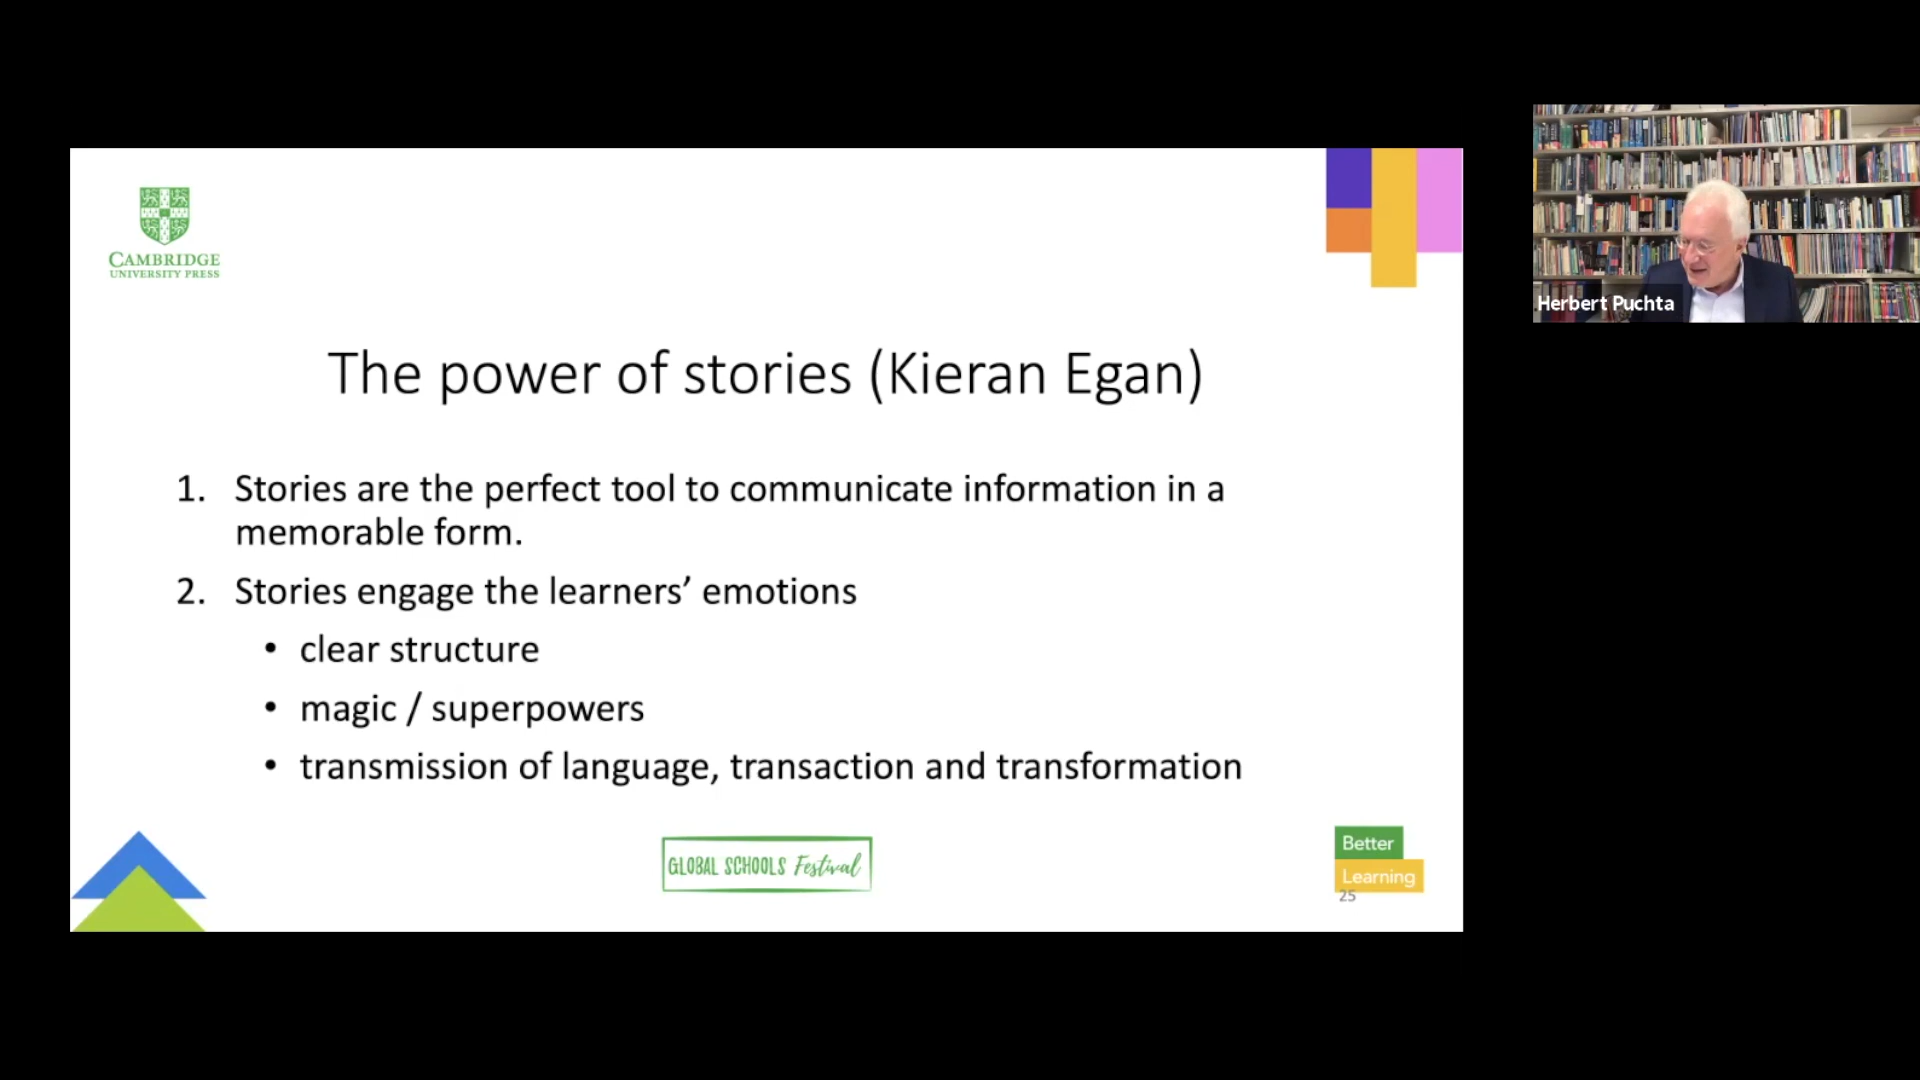 CAMBRIDGE
UNIVERSITY PRESS
Herbert Puchta
The power of stories (Kieran Egan)
1. Stories are the perfect tool to communicate information in a
memorable form.
2. Stories engage the learners’ emotions
• clear structure
• magic / superpowers
• transmission of language, transaction and transformation
GLOBAL SCHOOLS Festival
Better
Learning
25